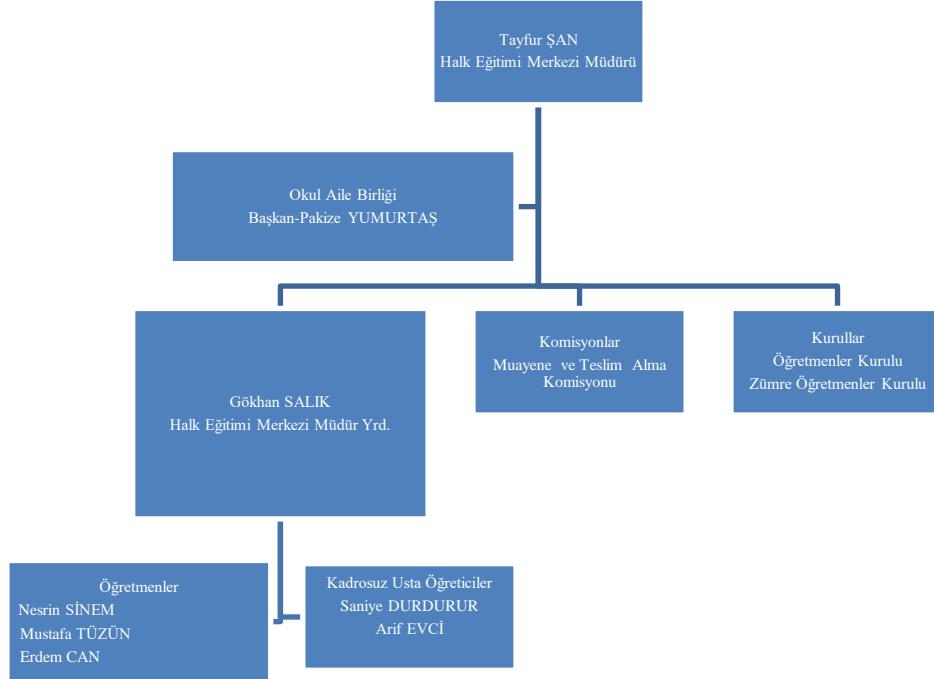 Tayfur ŞAN
Halk Eğitimi Merkezi Müdürü
Okul Aile Birliği
Başkan-Pakize YUMURTAŞ
Gökhan SALIK
Halk Eğitimi Merkezi Müdür Yrd.
Komisyonlar
Muayene ve Teslim Alma
Komisyonu
Kurullar
Öğretmenler Kurulu
Zümre Öğretmenler Kurulu
Öğretmenler
Nesrin SİNEM
Mustafa TÜZÜN
Erdem CAN
Kadrosuz Usta Öğreticiler
Saniye DURDURUR
Arif EVCİ